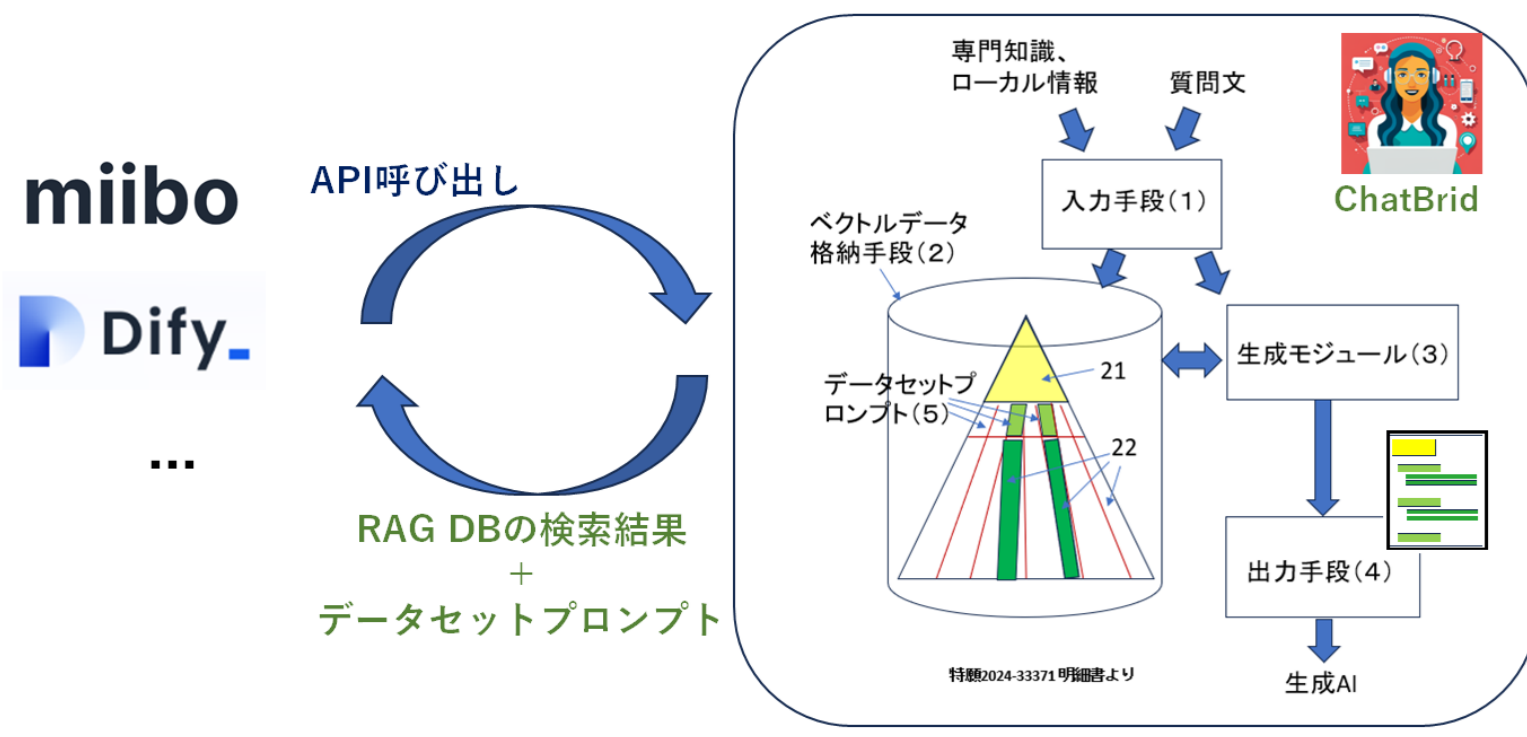 miibo
Dify_
...
API呼び出し
RAG DBの検索結果
+
データセットプロンプト
専門知識、
ローカル情報
質問文
ChatBrid
入力手段(1)
ベクトルデータ
格納手段(2)
生成モジュール(3)
21
データセットプ
ロンプト(5)
22
出力手段(4)
特願2024-33371 明細書より
生成AI